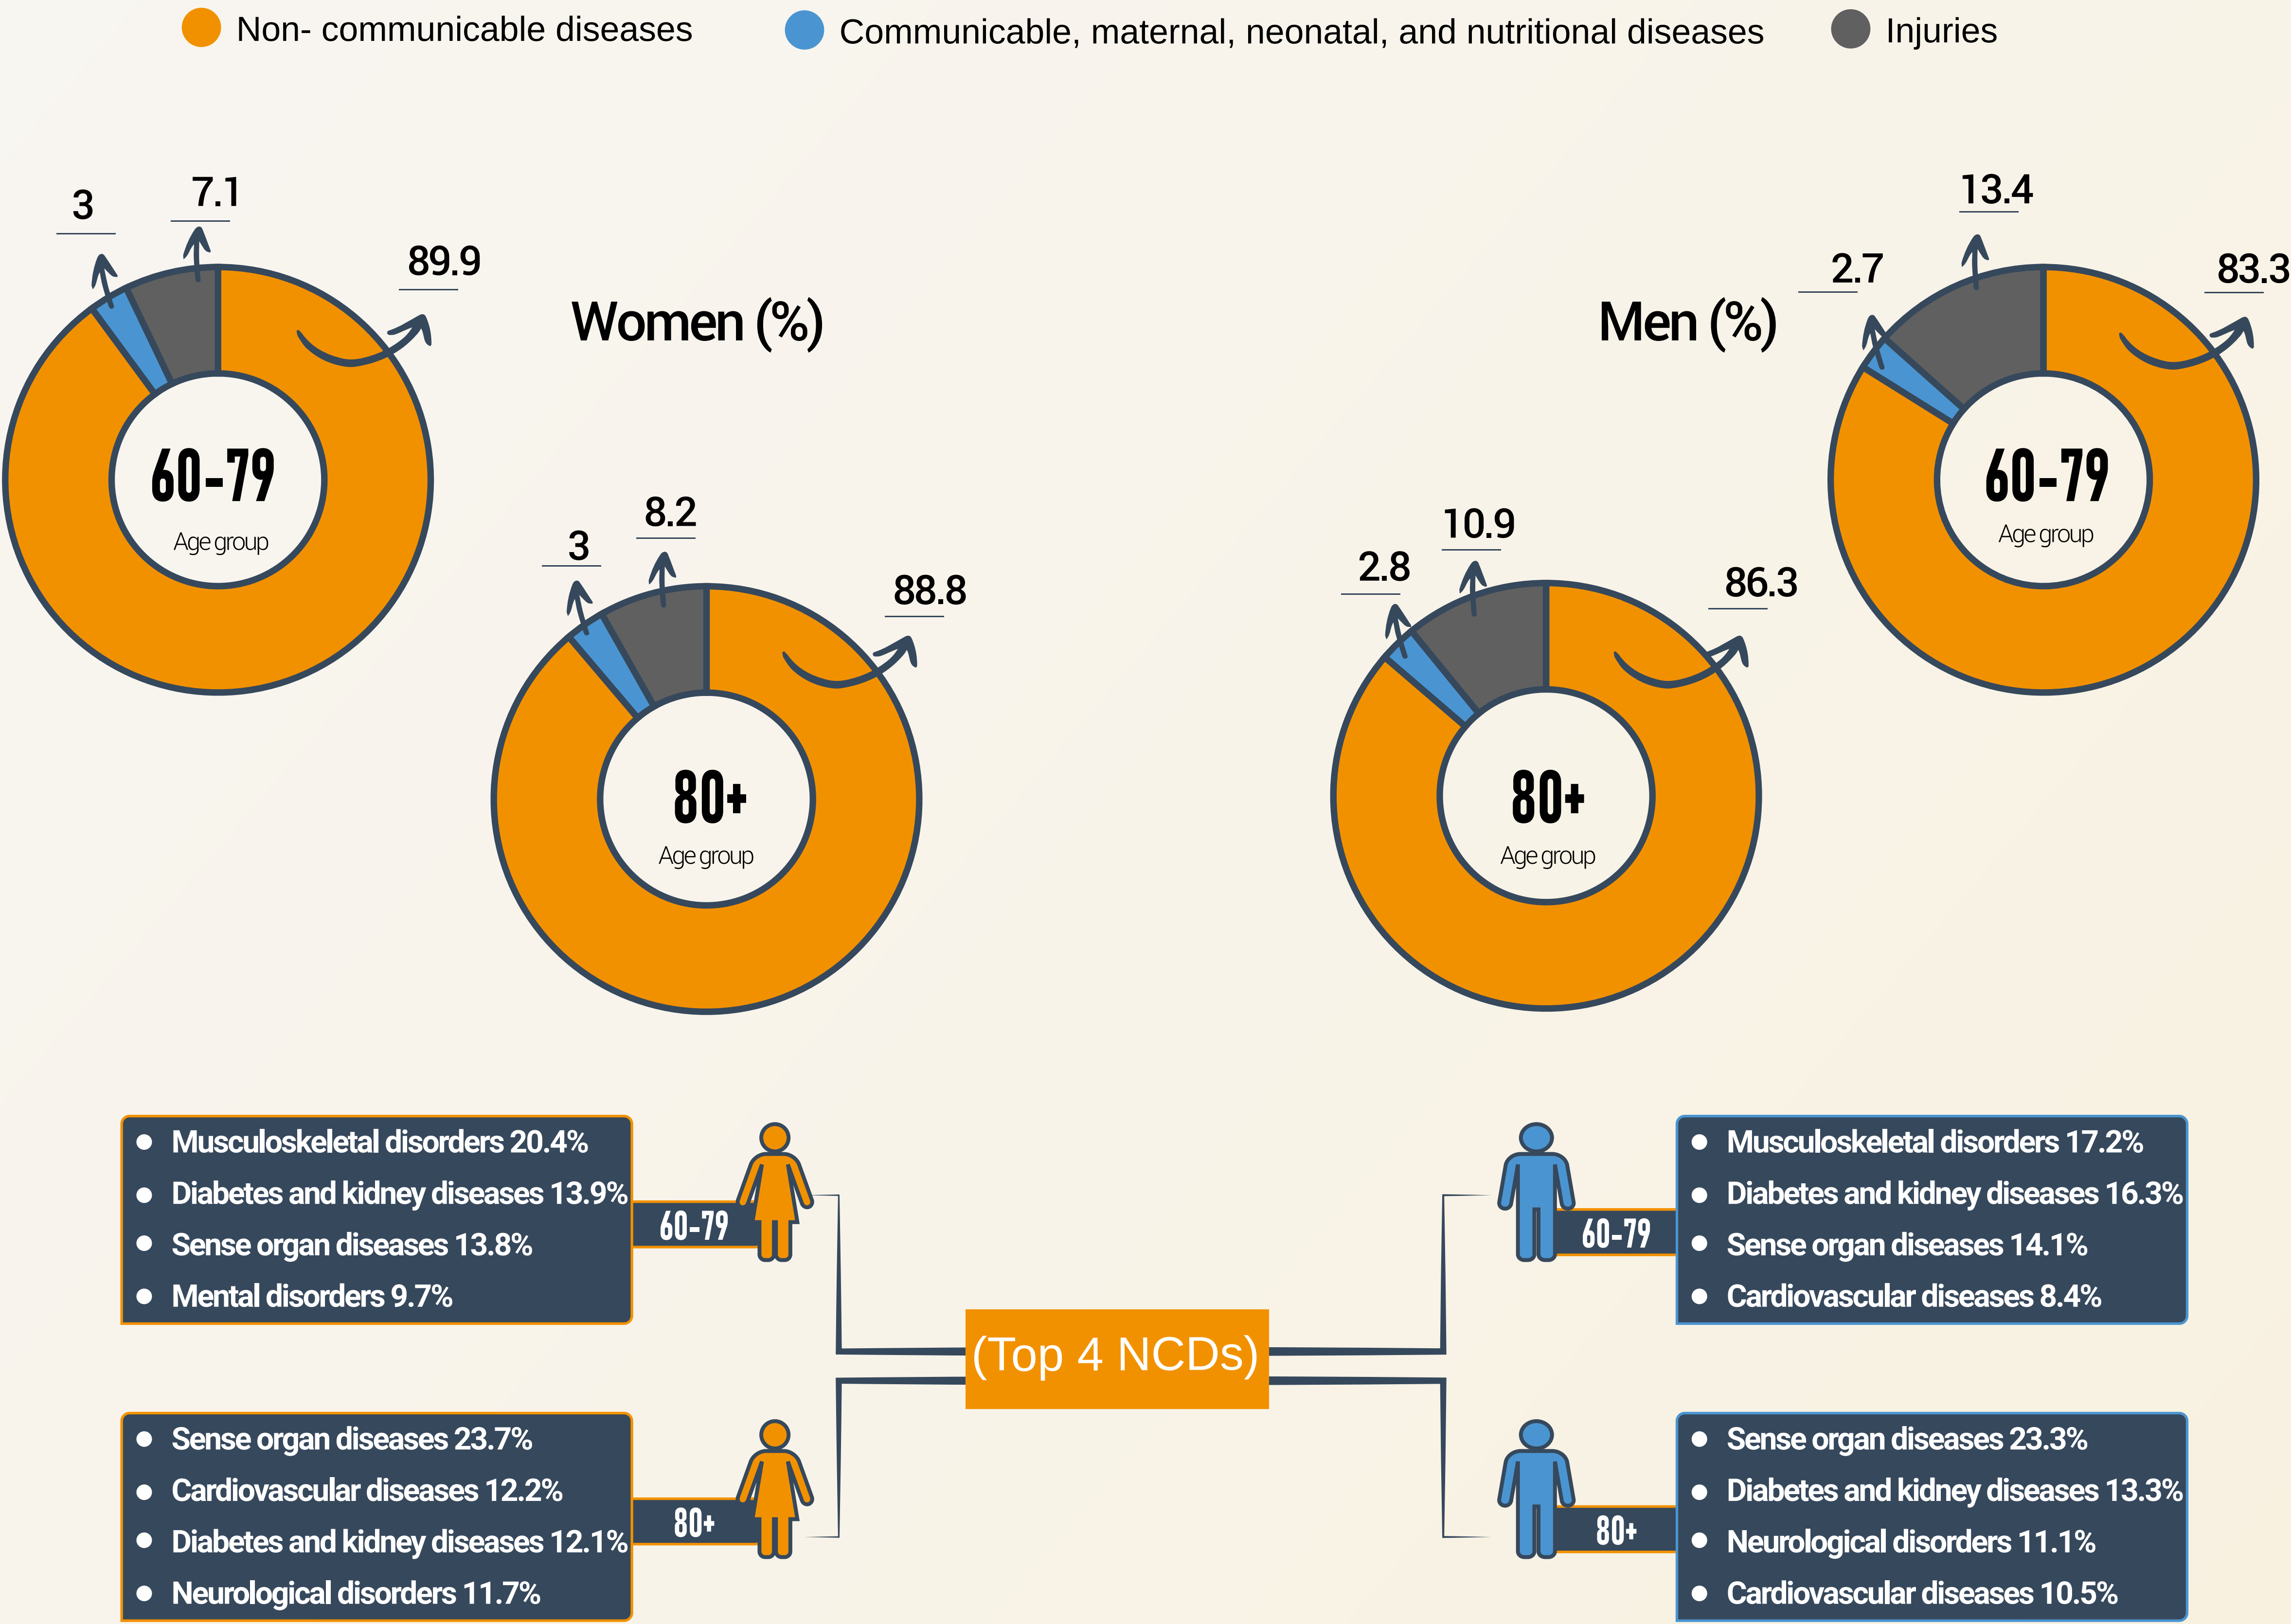 Non- communicable diseases
Communicable, maternal, neonatal, and nutritional diseases
Injuries
Women (%)
3
7.1
89.9
60-79
Age group
3
8.2
88.8
80+
Age group
Men (%)
2.7
13.4
83.3
60-79
Age group
2.8
10.9
86.3
80+
Age group
Musculoskeletal disorders 20.4%
Diabetes and kidney diseases 13.9%
Sense organ diseases 13.8%
Mental disorders 9.7%
60-79
Sense organ diseases 23.7%
Cardiovascular diseases 12.2%
Diabetes and kidney diseases 12.1%
Neurological disorders 11.7%
80+
(Top 4 NCDs)
60-79
Musculoskeletal disorders 17.2%
Diabetes and kidney diseases 16.3%
Sense organ diseases 14.1%
Cardiovascular diseases 8.4%
80+
Sense organ diseases 23.3%
Diabetes and kidney diseases 13.3%
Neurological disorders 11.1%
Cardiovascular diseases 10.5%